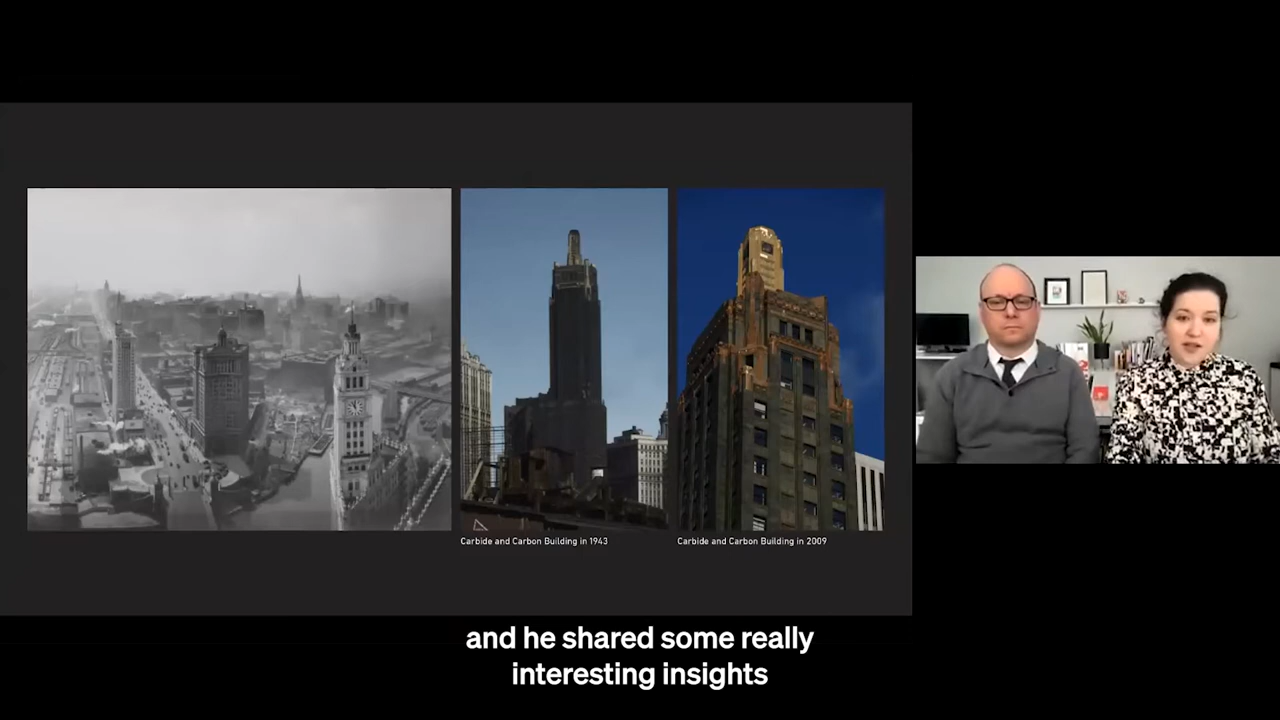 Carbide and Carbon Building in 1943
Carbide and Carbon Building in 2009
and he shared some really
interesting insights